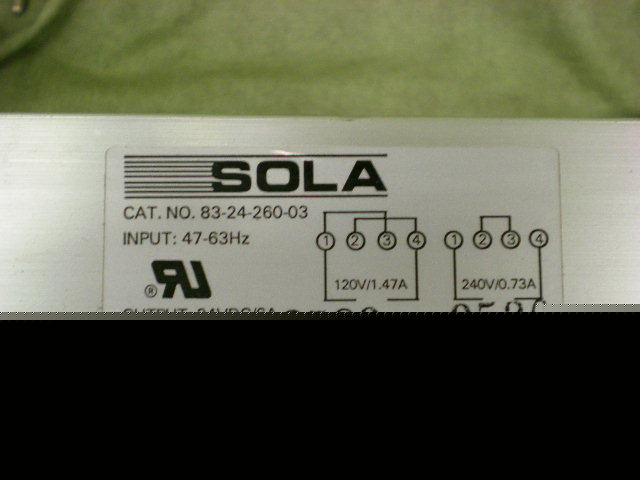 SOLA
CAT. NO. 83-24-260-03
INPUT: 47-63Hz
1 2 3 4
120V/1.47A
1 2 3 4
240V/0.73A
®